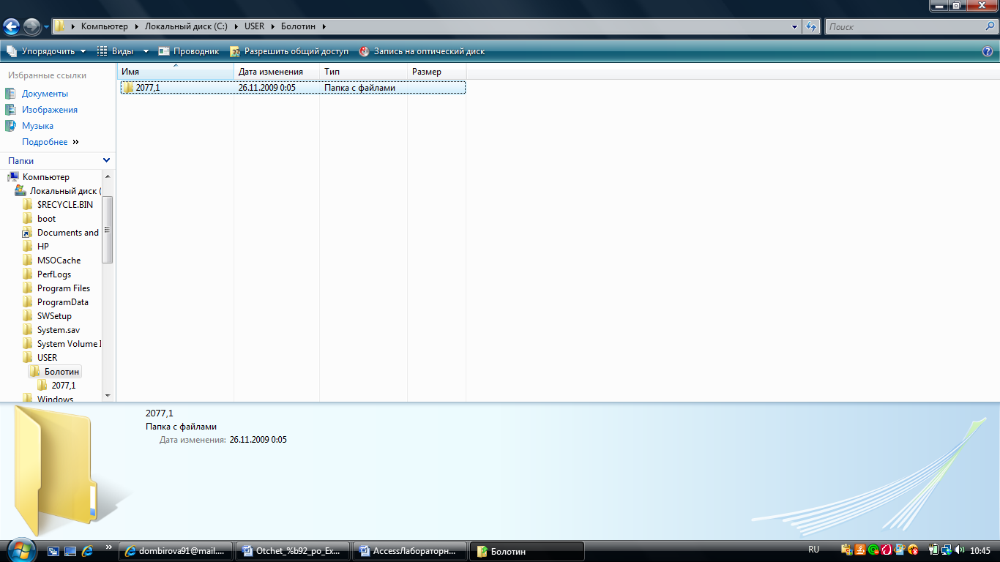 Компьютер Локальный диск (C:) USER Болотин Поиск
Упорядочить Виды Проводник Разрешить общий доступ Запись на оптический диск
Избранные ссылки
Документы
Изображения
Музыка
Подробнее »
Папки
Компьютер
Локальный диск (
$RECYCLE.BIN
boot
Documents and
HP
MSOCache
PerfLogs
Program Files
ProgramData
SWSetup
System.sav
System Volume I
USER
Болотин
2077,1
Windows
Имя Дата изменения Тип Размер
2077,1 26.11.2009 0:05 Папка с файлами
2077,1
Папка с файлами
Дата изменения: 26.11.2009 0:05
» dombirova91@mail.... Otchet_%b92_po_Ex... AccessЛабораторн... Болотин RU 10:45